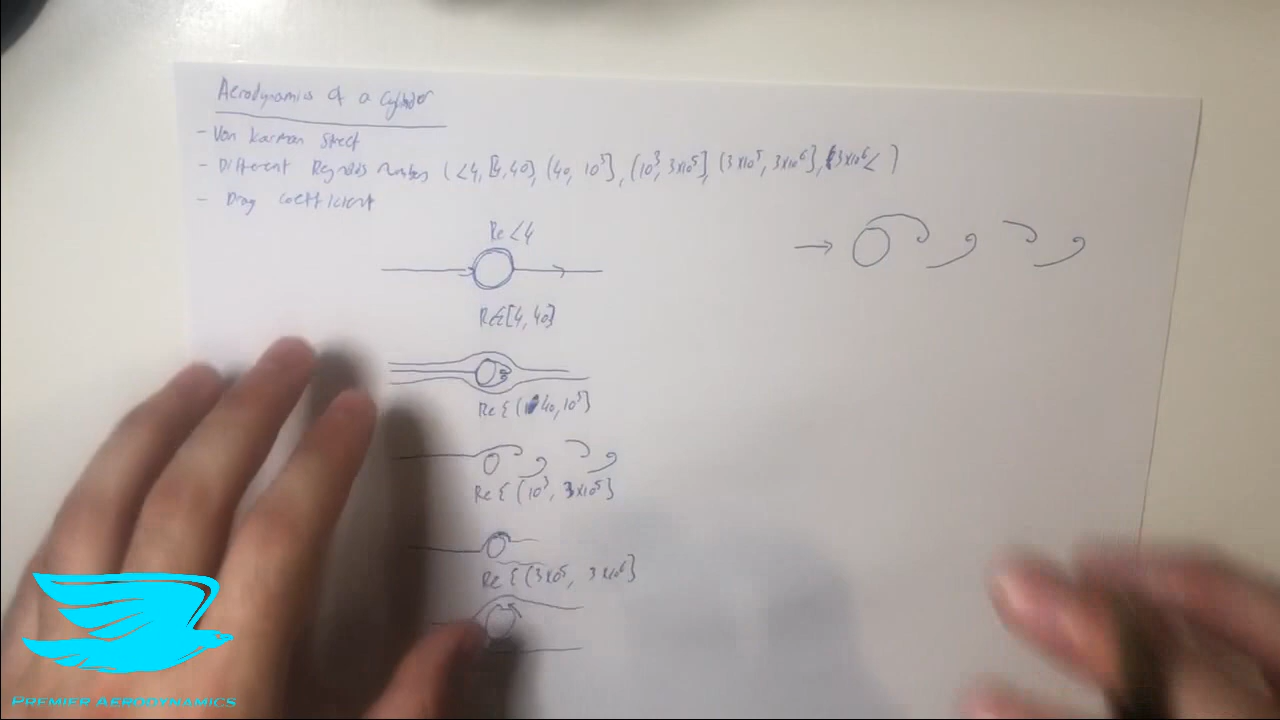 Aerodynamics of a Cylinder
- Von Karman Street
- Different Reynolds numbers (<4, [4,40], (40, 10³], (10³, 3x10⁵], (3x10⁵, 3x10⁶], (3x10⁶< )
- Drag coefficient
Re <4
Re∈[4, 40]
Re∈(40, 10³]
Re∈(10³, 3x10⁵]
Re∈(3x10⁵, 3x10⁶]
PREMIER AERODYNAMICS